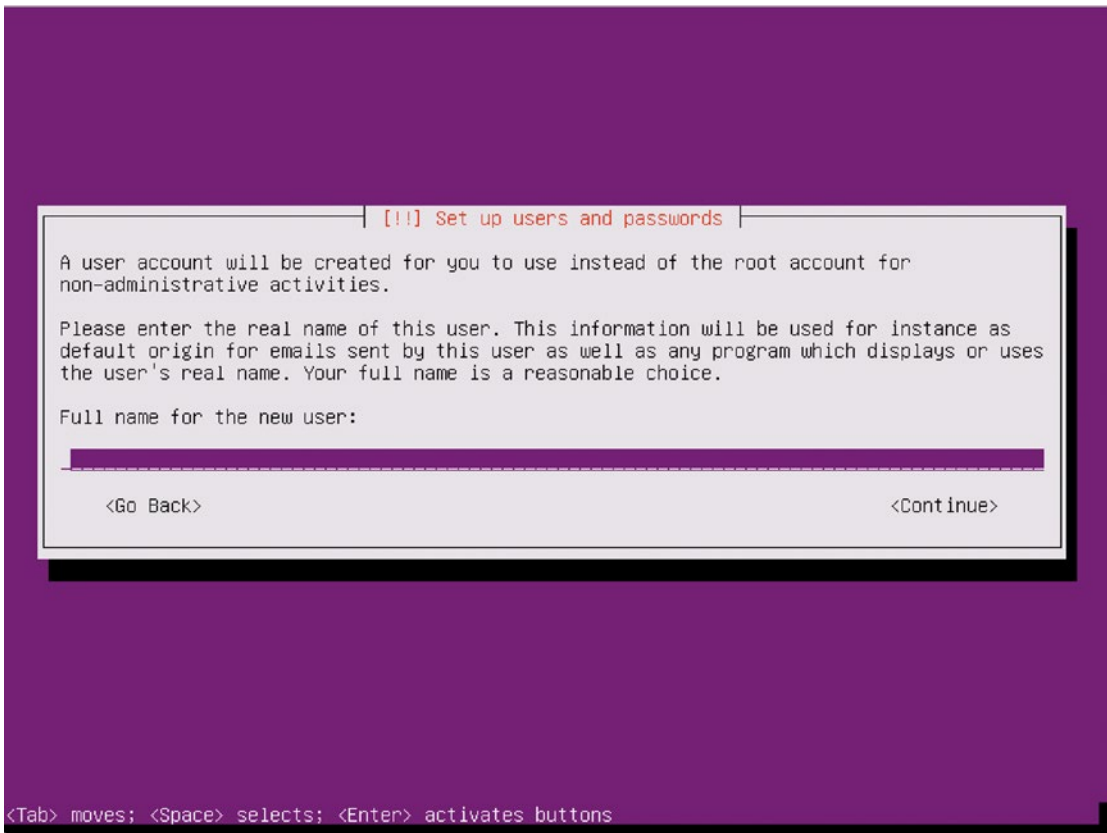 [!!] Set up users and passwords
A user account will be created for you to use instead of the root account for
non-administrative activities.
Please enter the real name of this user. This information will be used for instance as
default origin for emails sent by this user as well as any program which displays or uses
the user's real name. Your full name is a reasonable choice.
Full name for the new user:
<Go Back> <Continue>
<Tab> moves; <Space> selects; <Enter> activates buttons